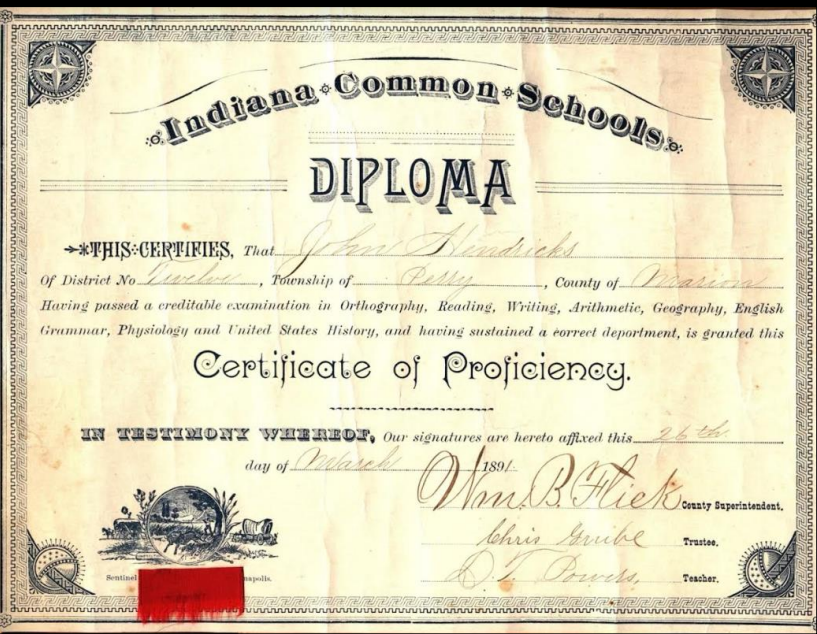 Indiana Common Schools
DIPLOMA
THIS CERTIFIES, That John Hendricks
Of District No Twelve, Township of Perry, County of Marion
Having passed a creditable examination in Orthography, Reading, Writing, Arithmetic, Geography, English
Grammar, Physiology and United States History, and having sustained a correct deportment, is granted this
Certificate of Proficiency.
IN TESTIMONY WHEREOF, Our signatures are hereto affixed this 26th
day of March 1891.
Wm. B. Flick County Superintendent.
Chris Grube Trustee.
D. T. Powers, Teacher.
Sentinel napolis.